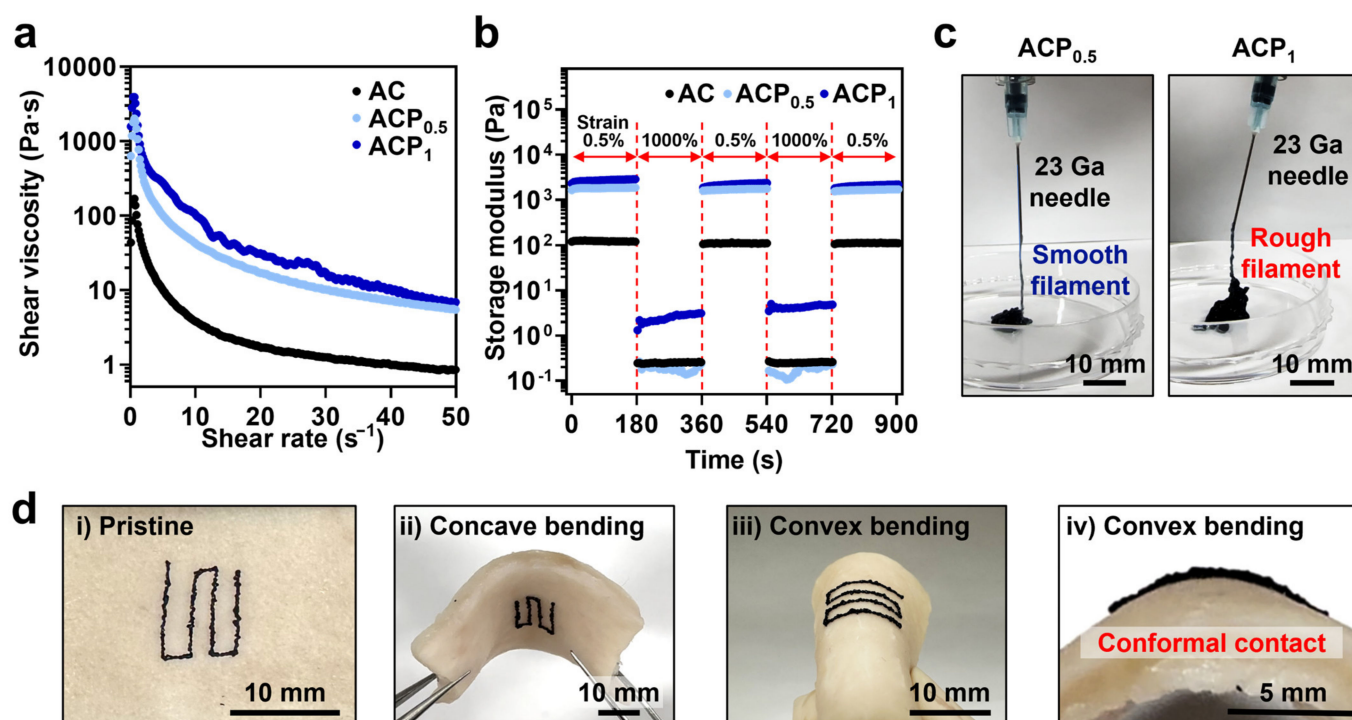 a
10000
1000
100
10
1
Shear viscosity (Pa·s)
AC
ACP0.5
ACP1
0 10 20 30 40 50
Shear rate (s⁻¹)
b
10⁵
10⁴
10³
10²
10¹
10⁰
10⁻¹
Storage modulus (Pa)
AC ACP0.5 ACP1
Strain
0.5% 1000% 0.5% 1000% 0.5%
0 180 360 540 720 900
Time (s)
c
ACP0.5
23 Ga
needle
Smooth
filament
10 mm
ACP1
23 Ga
needle
Rough
filament
10 mm
d
i) Pristine
10 mm
ii) Concave bending
10 mm
iii) Convex bending
10 mm
iv) Convex bending
Conformal contact
5 mm